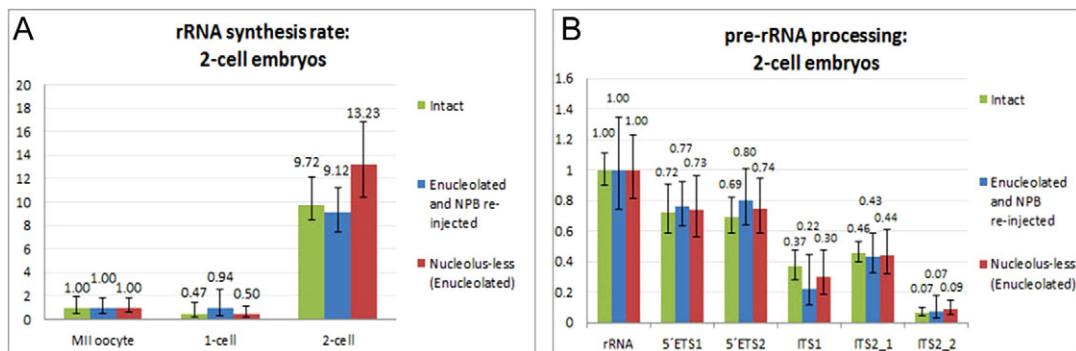 A
rRNA synthesis rate:
2-cell embryos
20
18
16
14
12
10
8
6
4
2
0
1.00
1.00
1.00
0.47
0.94
0.50
9.72
9.12
13.23
MII oocyte
1-cell
2-cell
Intact
Enucleolated
and NPB re-
injected
Nucleolus-less
(Enucleolated)
B
pre-rRNA processing:
2-cell embryos
1.6
1.4
1.2
1
0.8
0.6
0.4
0.2
0
1.00
1.00
1.00
0.72
0.77
0.73
0.69
0.80
0.74
0.37
0.22
0.30
0.46
0.43
0.44
0.07
0.07
0.09
rRNA
5´ETS1
5´ETS2
ITS1
ITS2_1
ITS2_2
Intact
Enucleolated
and NPB
re-injected
Nucleolus-less
(Enucleolated)